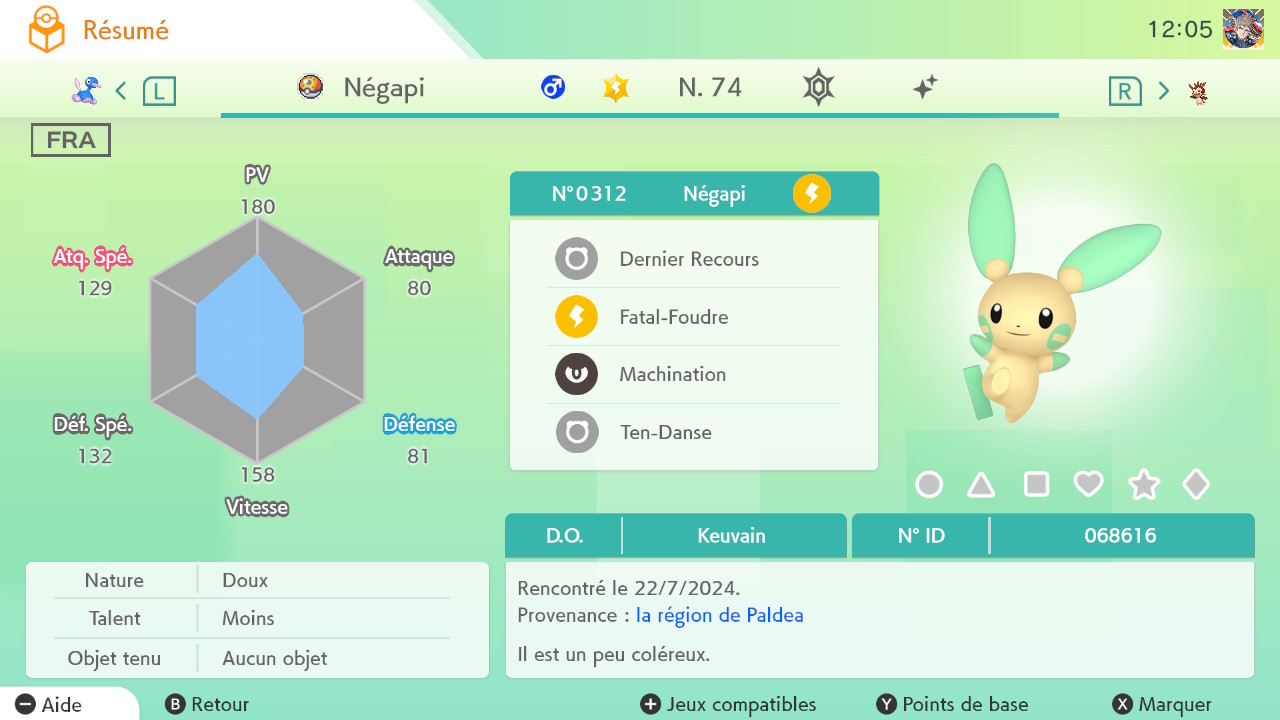 Résumé
12:05
L
Négapi
N. 74
R
FRA
PV
180
Atq. Spé.
129
Attaque
80
Déf. Spé.
132
Défense
81
158
Vitesse
N°0312 Négapi
Dernier Recours
Fatal-Foudre
Machination
Ten-Danse
D.O. Keuvain N° ID 068616
Rencontré le 22/7/2024.
Provenance : la région de Paldea
Il est un peu coléreux.
Nature Doux
Talent Moins
Objet tenu Aucun objet
Aide
B Retour
Jeux compatibles
Y Points de base
X Marquer